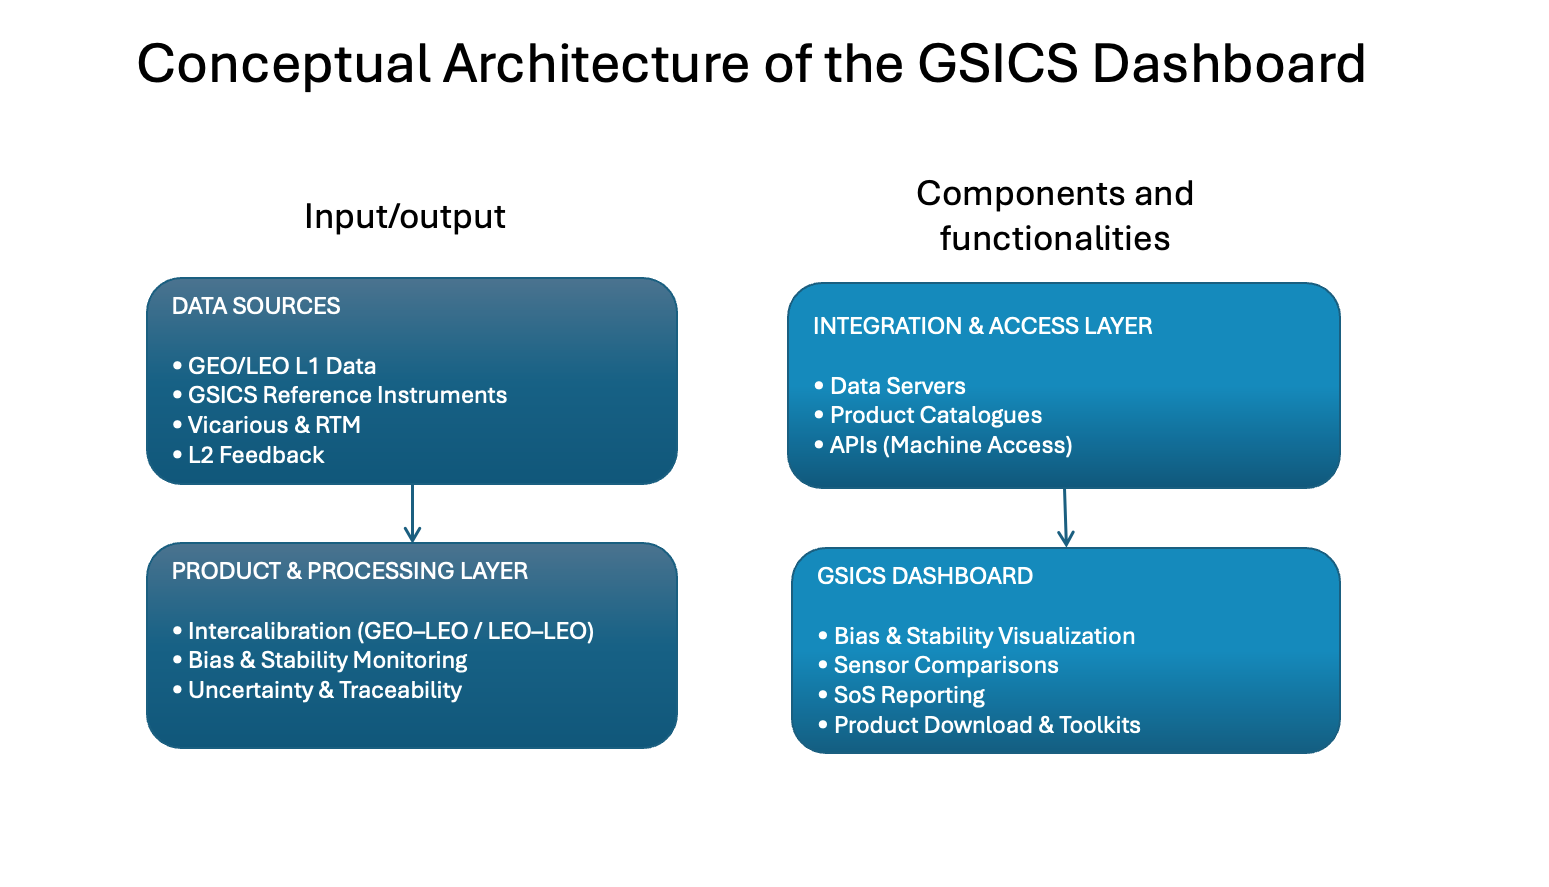 Conceptual Architecture of the GSICS Dashboard
Input/output
DATA SOURCES
• GEO/LEO L1 Data
• GSICS Reference Instruments
• Vicarious & RTM
• L2 Feedback
PRODUCT & PROCESSING LAYER
• Intercalibration (GEO–LEO / LEO–LEO)
• Bias & Stability Monitoring
• Uncertainty & Traceability
Components and
functionalities
INTEGRATION & ACCESS LAYER
• Data Servers
• Product Catalogues
• APIs (Machine Access)
GSICS DASHBOARD
• Bias & Stability Visualization
• Sensor Comparisons
• SoS Reporting
• Product Download & Toolkits